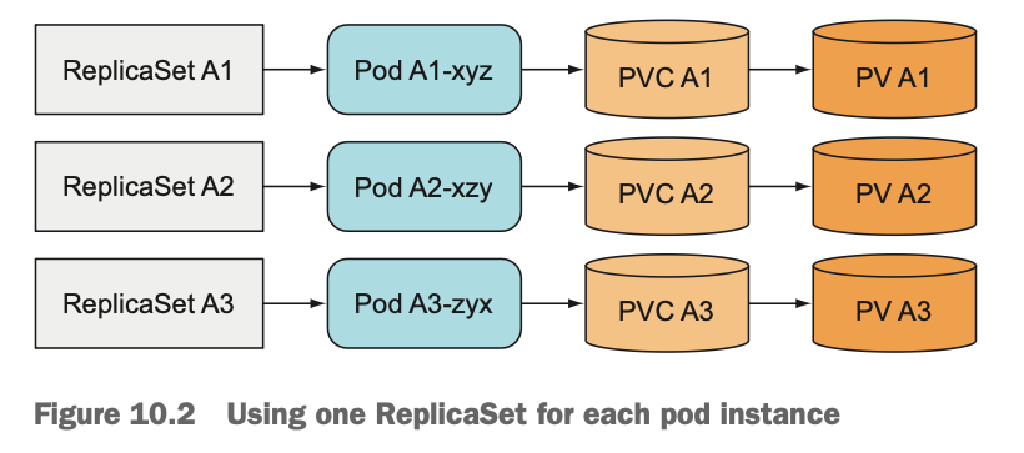 ReplicaSet A1 Pod A1-xyz PVC A1 PV A1
ReplicaSet A2 Pod A2-xzy PVC A2 PV A2
ReplicaSet A3 Pod A3-zyx PVC A3 PV A3
Figure 10.2 Using one ReplicaSet for each pod instance